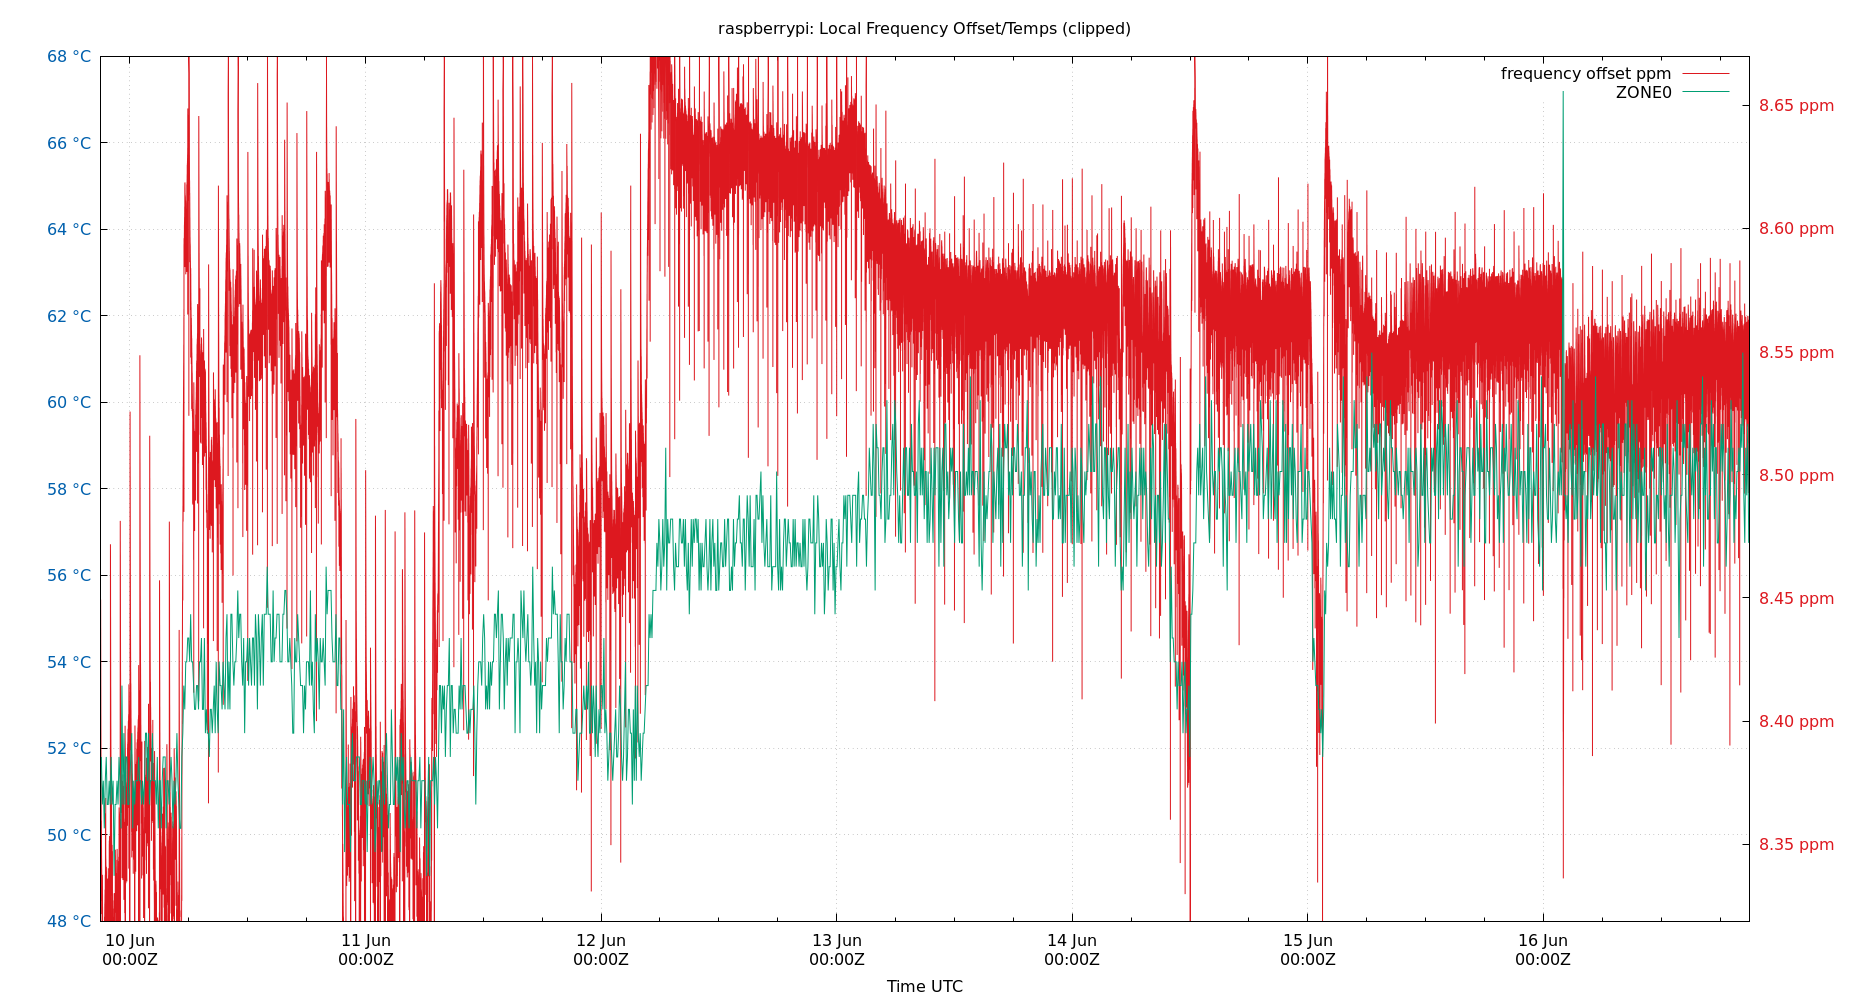 raspberrypi: Local Frequency Offset/Temps (clipped)
frequency offset ppm
ZONE0
68 °C
66 °C
64 °C
62 °C
60 °C
58 °C
56 °C
54 °C
52 °C
50 °C
48 °C
8.65 ppm
8.60 ppm
8.55 ppm
8.50 ppm
8.45 ppm
8.40 ppm
8.35 ppm
10 Jun 11 Jun 12 Jun 13 Jun 14 Jun 15 Jun 16 Jun
00:00Z 00:00Z 00:00Z 00:00Z 00:00Z 00:00Z 00:00Z
Time UTC